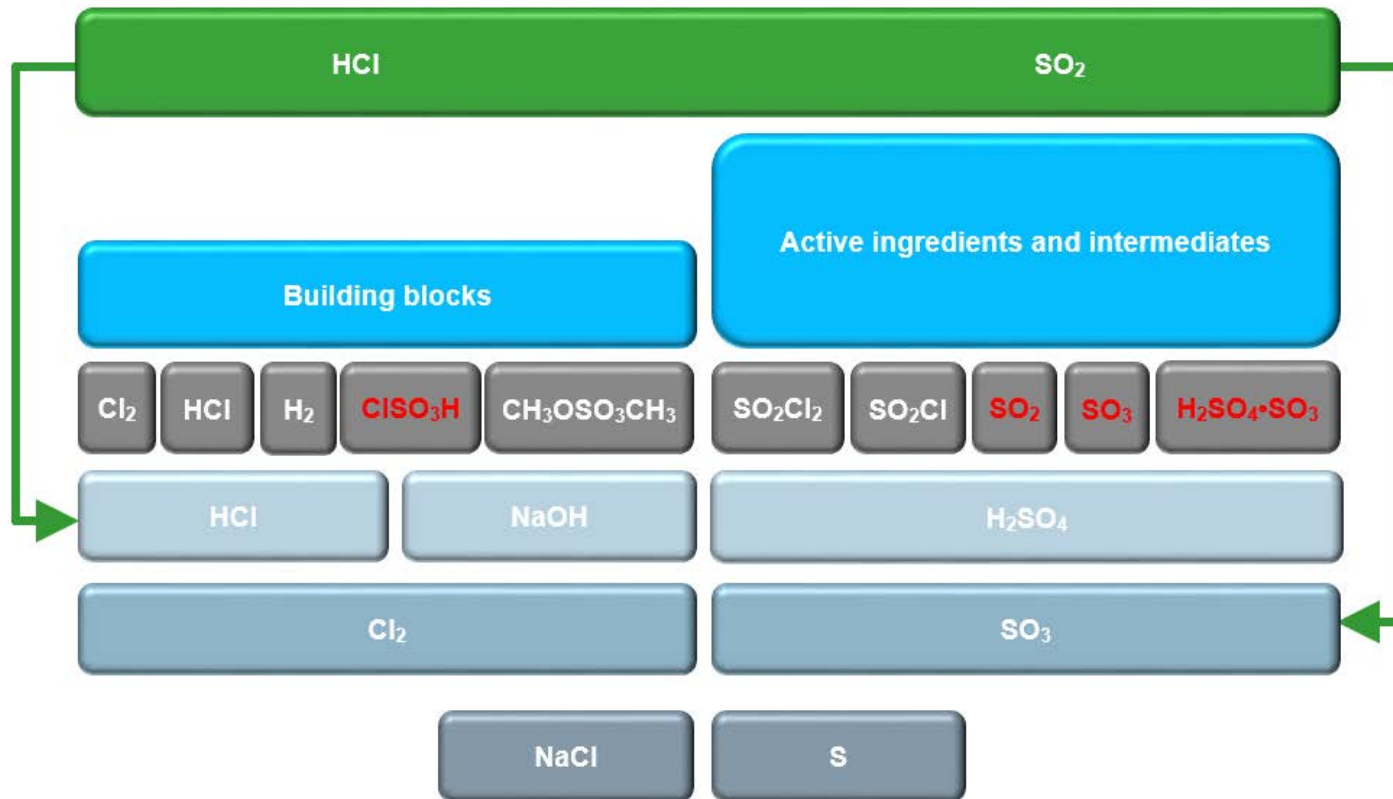 HCl SO₂
Active ingredients and intermediates
Building blocks
Cl₂ HCl H₂ ClSO₃H CH₃OSO₃CH₃ SO₂Cl₂ SO₂Cl SO₂ SO₃ H₂SO₄•SO₃
HCl NaOH H₂SO₄
Cl₂ SO₃
NaCl S